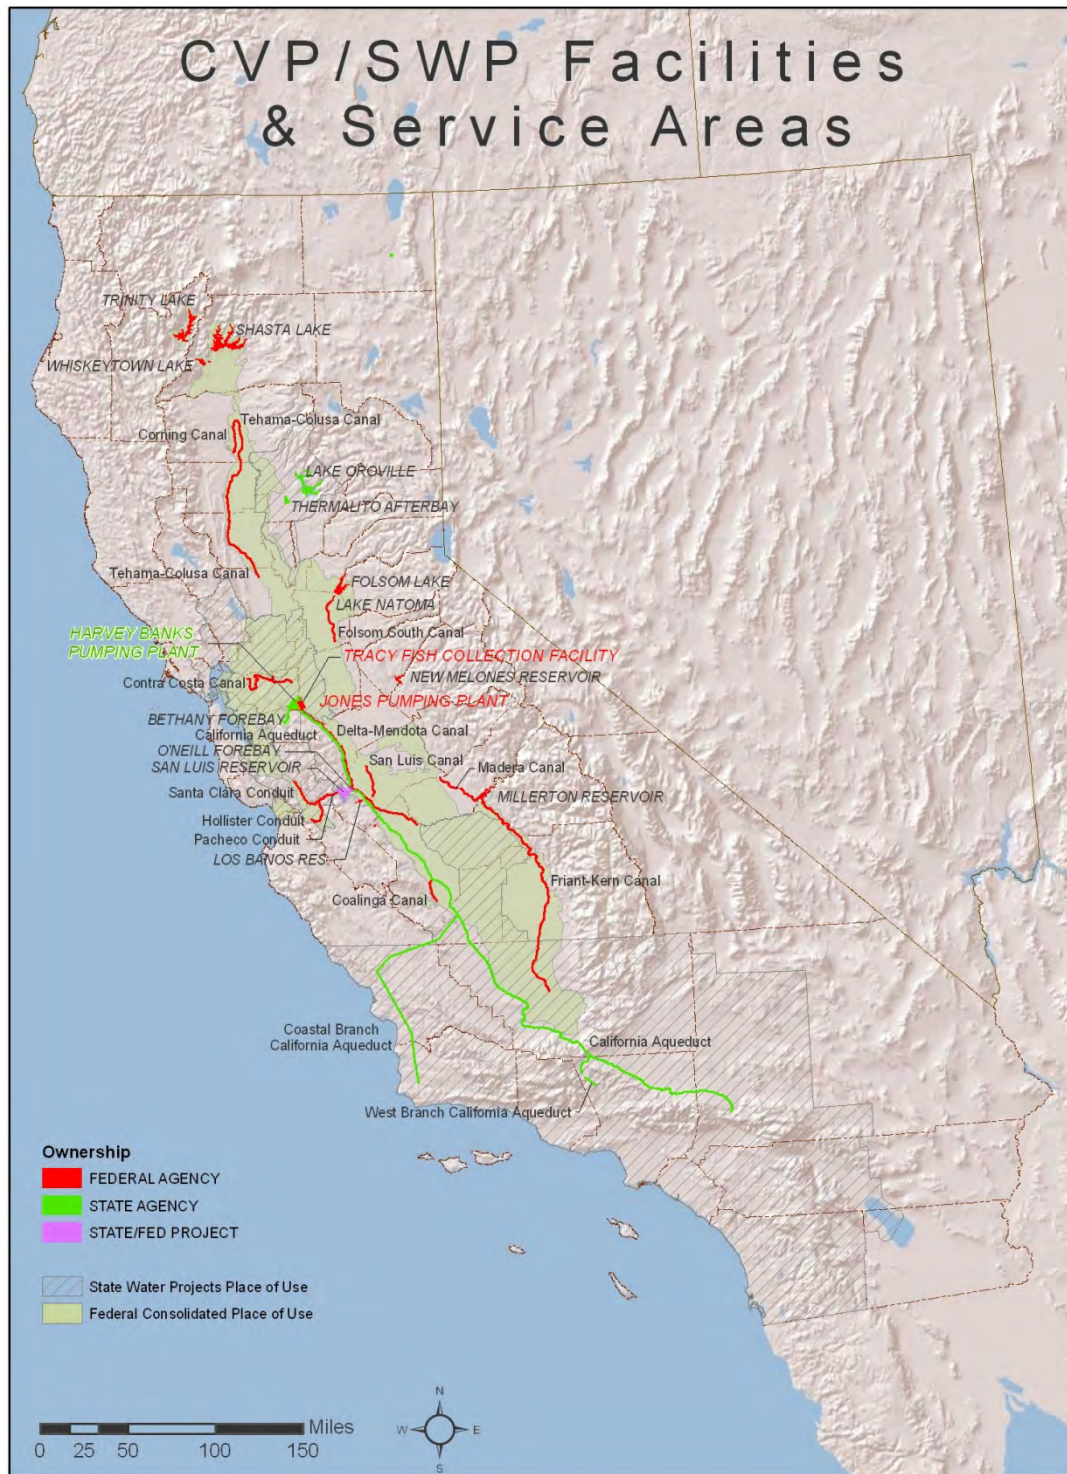 CVP/SWP Facilities
& Service Areas
TRINITY LAKE
SHASTA LAKE
WHISKEYTOWN LAKE
Tehama-Colusa Canal
Corning Canal
LAKE OROVILLE
THERMALITO AFTERBAY
Tehama-Colusa Canal
FOLSOM LAKE
LAKE NATOMA
Folsom South Canal
HARVEY BANKS
PUMPING PLANT
TRACY FISH COLLECTION FACILITY
NEW MELONES RESERVOIR
Contra Costa Canal
JONES PUMPING PLANT
BETHANY FOREBAY
California Aqueduct
Delta-Mendota Canal
O'NEILL FOREBAY
SAN LUIS RESERVOIR
San Luis Canal
Madera Canal
Santa Clara Conduit
MILLERTON RESERVOIR
Hollister Conduit
Pacheco Conduit
LOS BANOS RES
Friant-Kern Canal
Coalinga Canal
Coastal Branch
California Aqueduct
California Aqueduct
West Branch California Aqueduct
Ownership
FEDERAL AGENCY
STATE AGENCY
STATE/FED PROJECT
State Water Projects Place of Use
Federal Consolidated Place of Use
N
W E
S
Miles
0 25 50 100 150